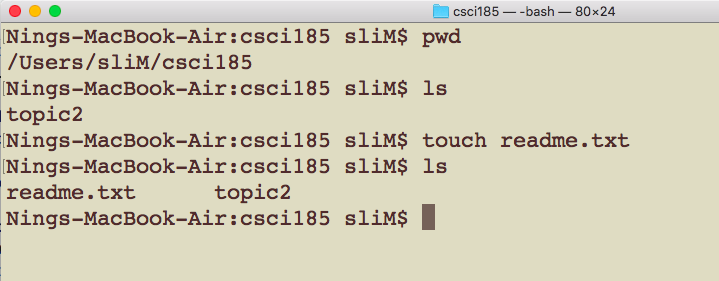 csci185 — -bash — 80×24
[Nings-MacBook-Air:csci185 sliM$ pwd
/Users/sliM/csci185
[Nings-MacBook-Air:csci185 sliM$ ls
topic2
[Nings-MacBook-Air:csci185 sliM$ touch readme.txt
[Nings-MacBook-Air:csci185 sliM$ ls
readme.txt      topic2
Nings-MacBook-Air:csci185 sliM$